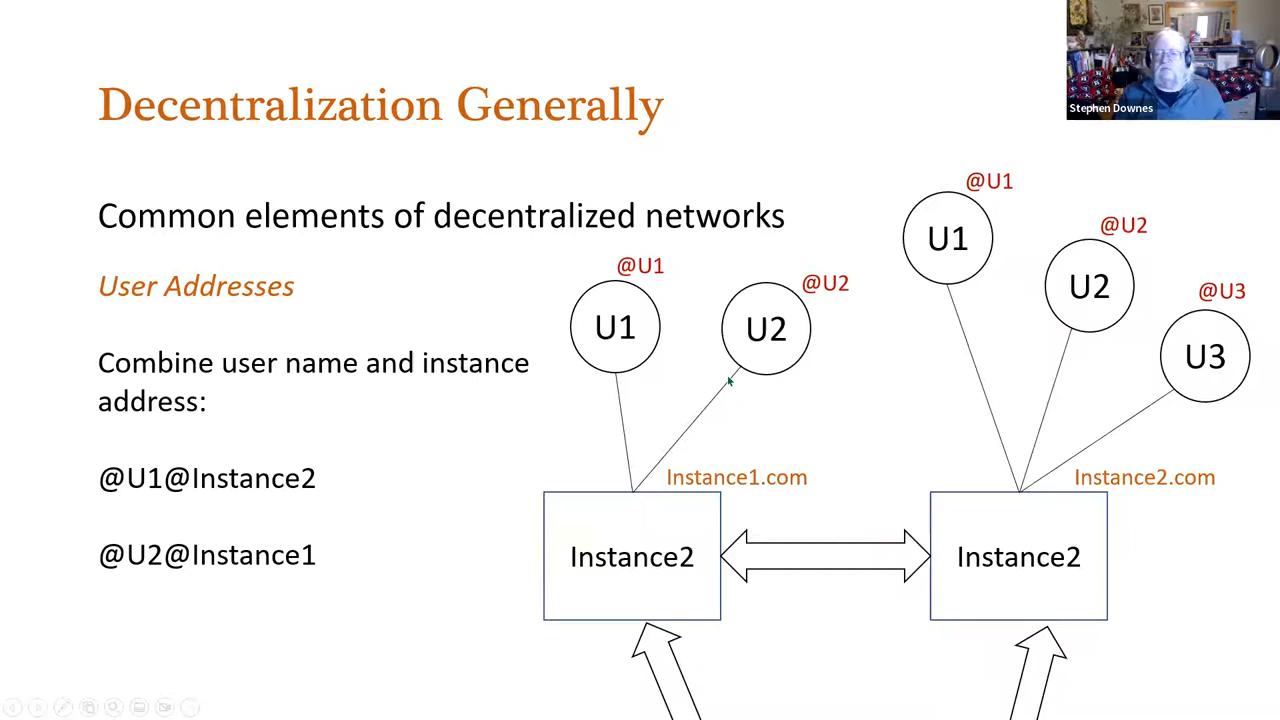 Stephen Downes
Decentralization Generally
Common elements of decentralized networks
User Addresses
Combine user name and instance
address:
@U1@Instance2
@U2@Instance1
@U1
U1
@U2
U2
@U1
U1
@U2
U2
@U3
U3
Instance1.com
Instance2.com
Instance2
Instance2